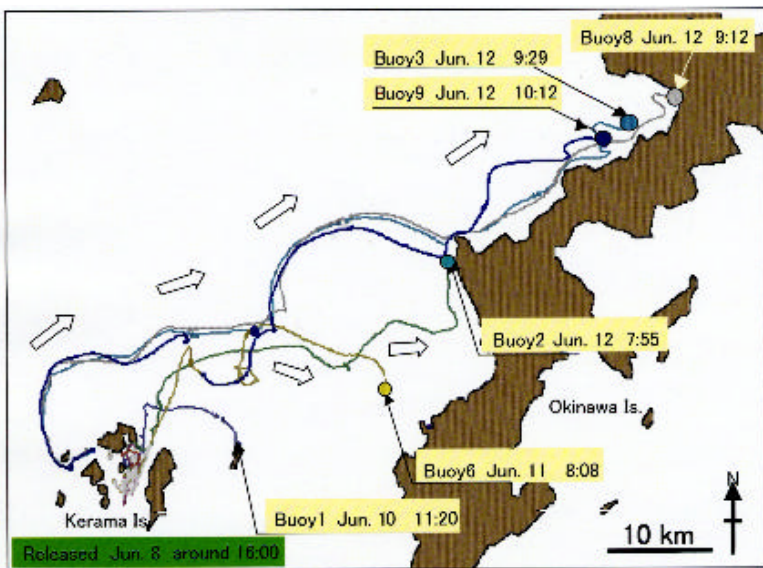 Buoy8 Jun. 12 9:12
Buoy3 Jun. 12 9:29
Buoy9 Jun. 12 10:12
Buoy2 Jun. 12 7:55
Okinawa Is.
Buoy6 Jun. 11 8:08
N
Buoy1 Jun. 10 11:20
Kerama Is.
10 km
Released Jun. 8 around 16:00